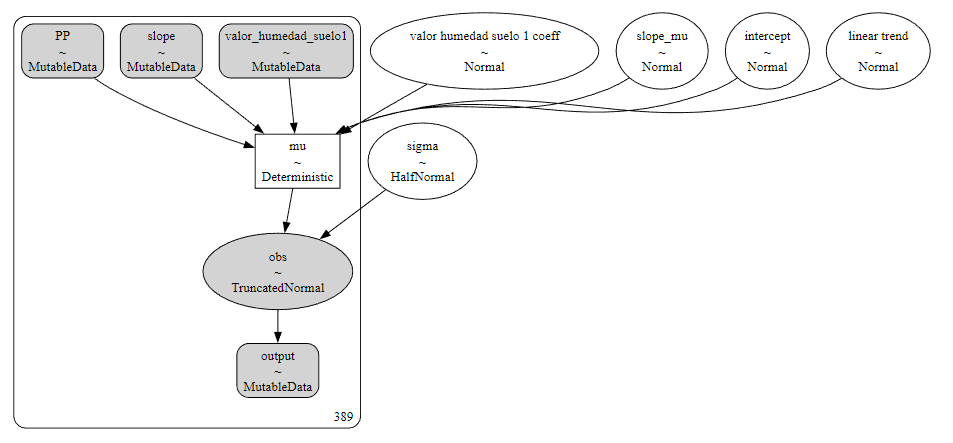 PP
~
MutableData
slope
~
MutableData
valor_humedad_suelo1
~
MutableData
valor humedad suelo 1 coeff
~
Normal
slope_mu
~
Normal
intercept
~
Normal
linear trend
~
Normal
mu
~
Deterministic
sigma
~
HalfNormal
obs
~
TruncatedNormal
output
~
MutableData
389